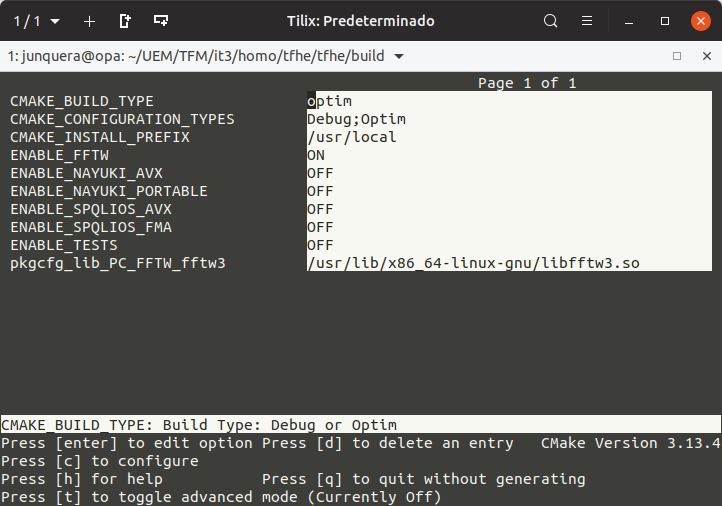 1 / 1
Tilix: Predeterminado
1: junquera@opa: ~/UEM/TFM/it3/homo/tfhe/tfhe/build
Page 1 of 1
CMAKE_BUILD_TYPE optim
CMAKE_CONFIGURATION_TYPES Debug;Optim
CMAKE_INSTALL_PREFIX /usr/local
ENABLE_FFTW ON
ENABLE_NAYUKI_AVX OFF
ENABLE_NAYUKI_PORTABLE OFF
ENABLE_SPQLIOS_AVX OFF
ENABLE_SPQLIOS_FMA OFF
ENABLE_TESTS OFF
pkgcfg_lib_PC_FFTW_fftw3 /usr/lib/x86_64-linux-gnu/libfftw3.so
CMAKE_BUILD_TYPE: Build Type: Debug or Optim
Press [enter] to edit option Press [d] to delete an entry CMake Version 3.13.4
Press [c] to configure
Press [h] for help Press [q] to quit without generating
Press [t] to toggle advanced mode (Currently Off)